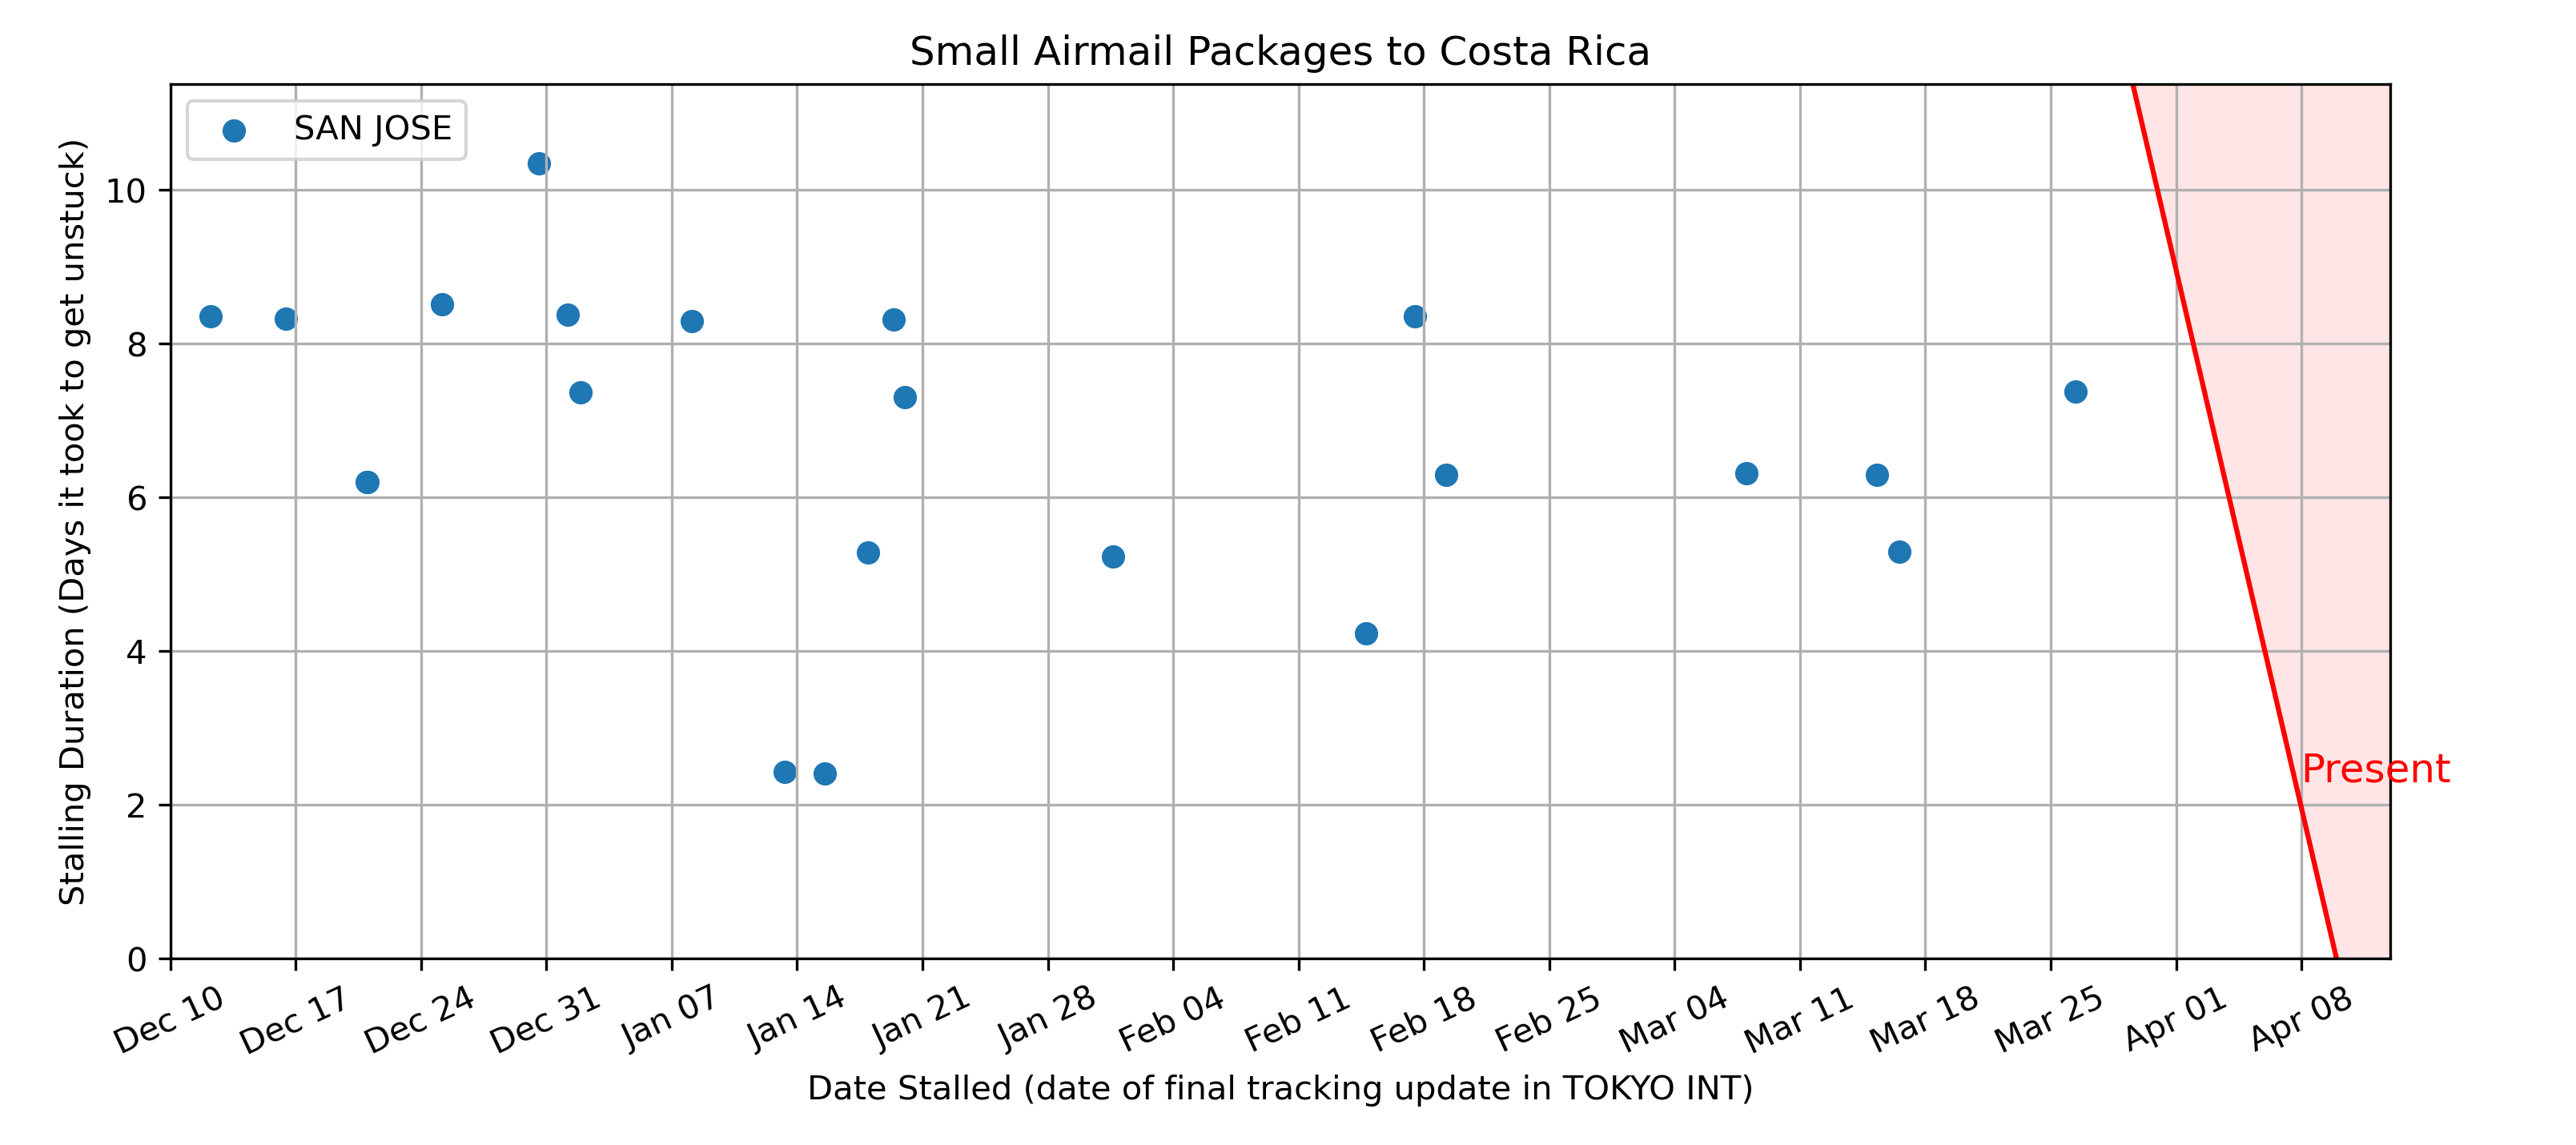 Small Airmail Packages to Costa Rica
SAN JOSE
Stalling Duration (Days it took to get unstuck)
10
8
6
4
2
0
Present
Dec 10 Dec 17 Dec 24 Dec 31 Jan 07 Jan 14 Jan 21 Jan 28 Feb 04 Feb 11 Feb 18 Feb 25 Mar 04 Mar 11 Mar 18 Mar 25 Apr 01 Apr 08
Date Stalled (date of final tracking update in TOKYO INT)